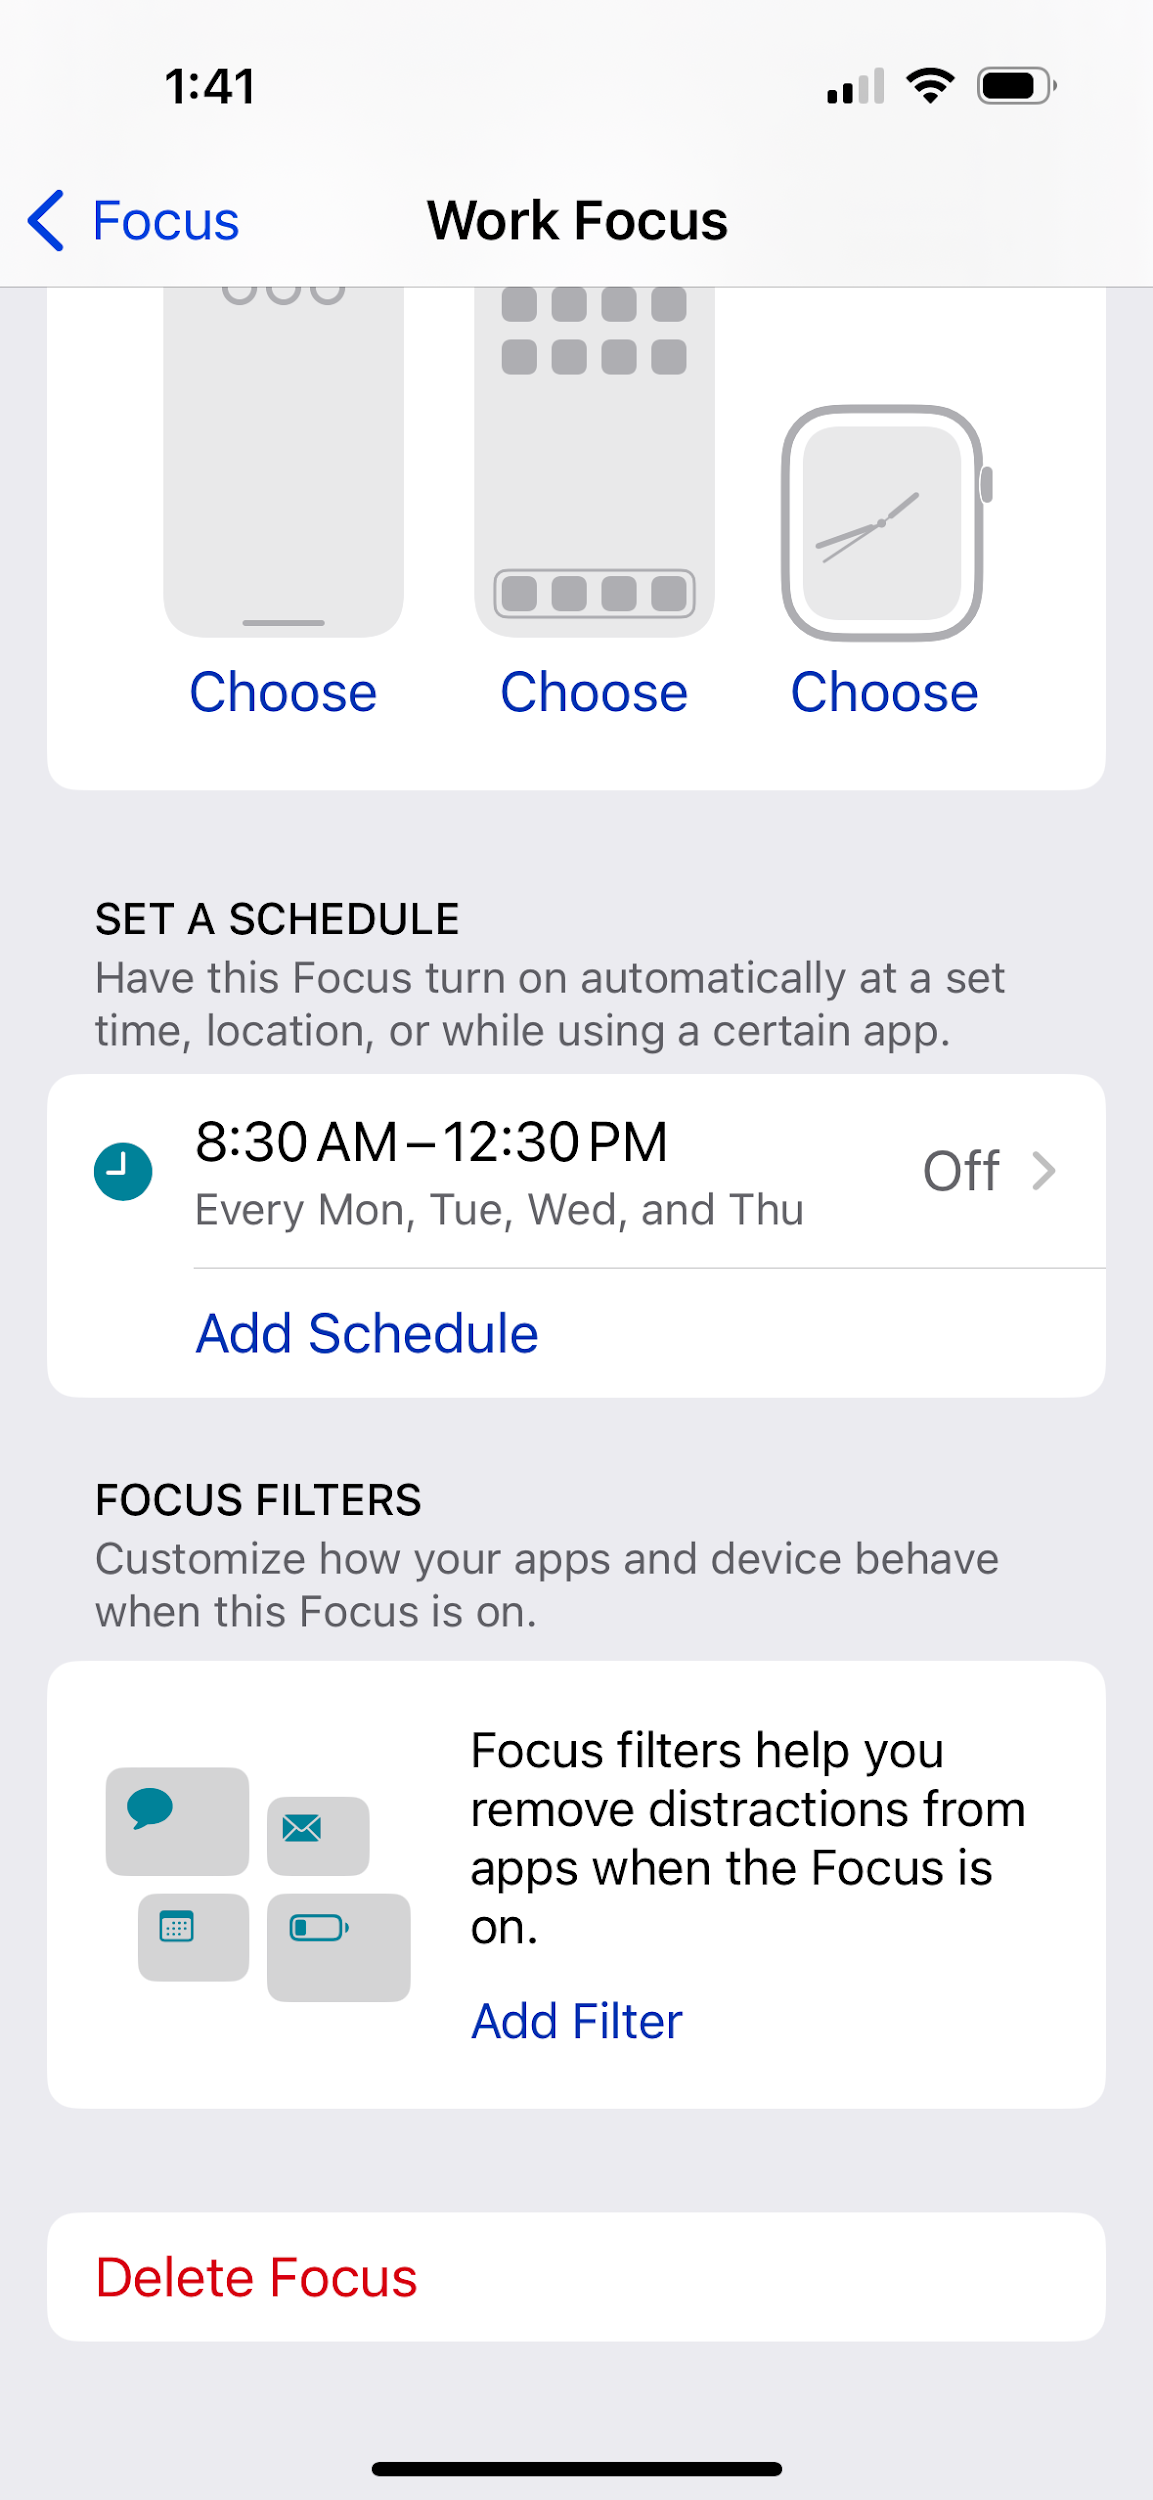 1:41
Focus
Work Focus
Choose
Choose
Choose
SET A SCHEDULE
Have this Focus turn on automatically at a set
time, location, or while using a certain app.
8:30 AM – 12:30 PM
Off
Every Mon, Tue, Wed, and Thu
Add Schedule
FOCUS FILTERS
Customize how your apps and device behave
when this Focus is on.
Focus filters help you
remove distractions from
apps when the Focus is
on.
Add Filter
Delete Focus